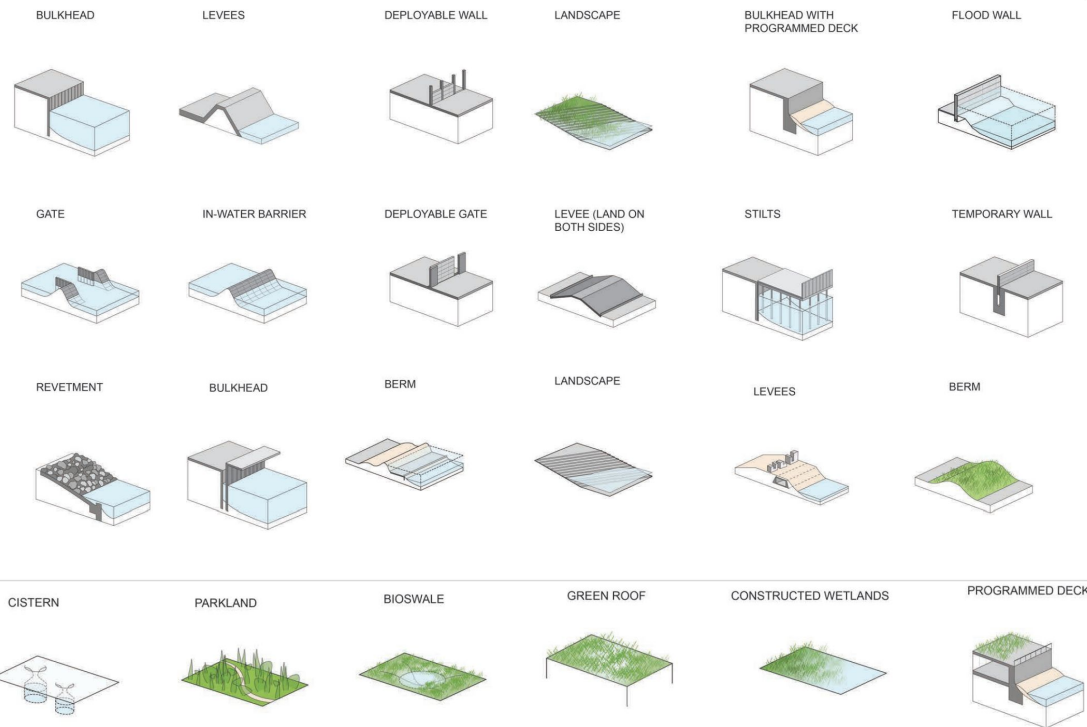 BULKHEAD
LEVEES
DEPLOYABLE WALL
LANDSCAPE
BULKHEAD WITH
PROGRAMMED DECK
FLOOD WALL
GATE
IN-WATER BARRIER
DEPLOYABLE GATE
LEVEE (LAND ON
BOTH SIDES)
STILTS
TEMPORARY WALL
REVETMENT
BULKHEAD
BERM
LANDSCAPE
LEVEES
BERM
CISTERN
PARKLAND
BIOSWALE
GREEN ROOF
CONSTRUCTED WETLANDS
PROGRAMMED DECK